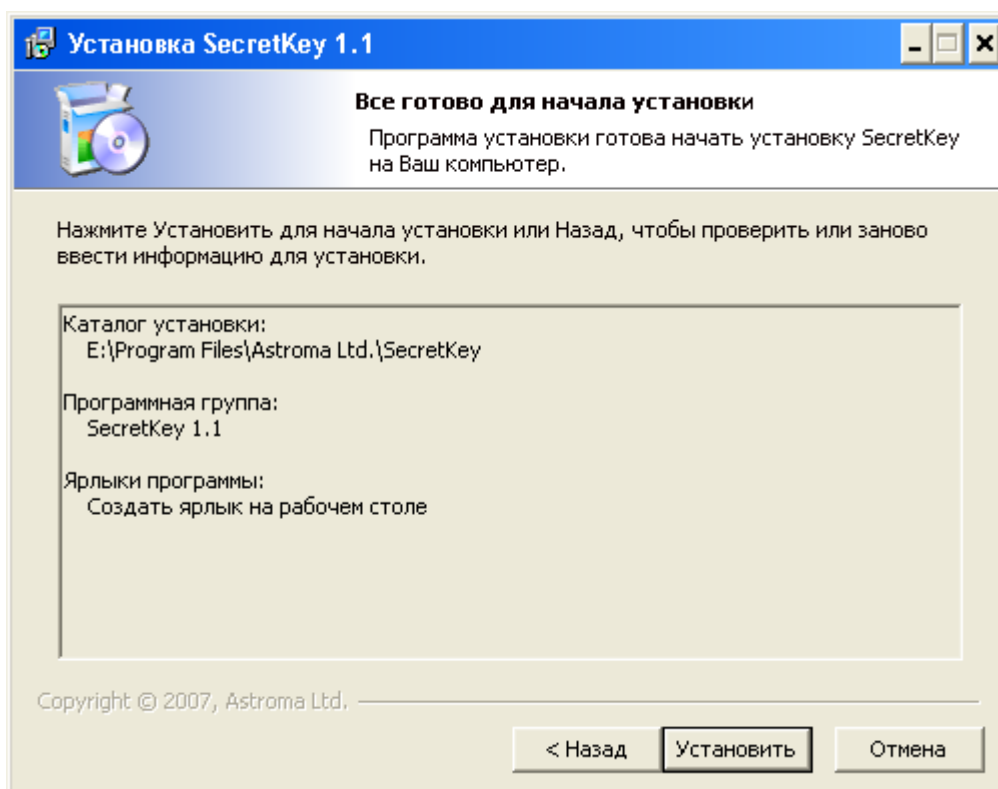 Установка SecretKey 1.1
Все готово для начала установки
Программа установки готова начать установку SecretKey
на Ваш компьютер.
Нажмите Установить для начала установки или Назад, чтобы проверить или заново
ввести информацию для установки.
Каталог установки:
E:\Program Files\Astroma Ltd.\SecretKey
Программная группа:
SecretKey 1.1
Ярлыки программы:
Создать ярлык на рабочем столе
Copyright © 2007, Astroma Ltd.
< Назад
Установить
Отмена